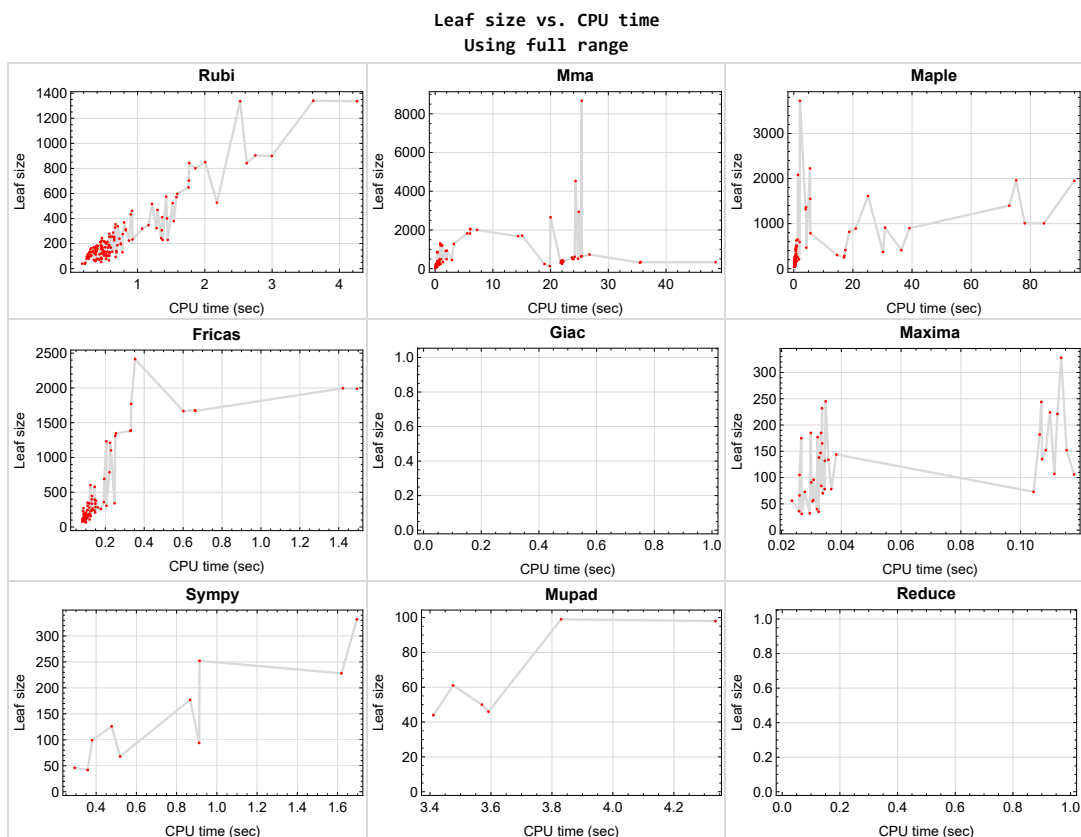 Leaf size vs. CPU time
Using full range
Rubi
Leaf size
1400
1200
1000
800
600
400
200
0
1 2 3 4
CPU time (sec)
Mma
Leaf size
8000
6000
4000
2000
0
0 10 20 30 40
CPU time (sec)
Maple
Leaf size
3000
2000
1000
0
0 20 40 60 80
CPU time (sec)
Fricas
Leaf size
2500
2000
1500
1000
500
0
0.2 0.4 0.6 0.8 1.0 1.2 1.4
CPU time (sec)
Giac
Leaf size
1.0
0.8
0.6
0.4
0.2
0.0
0.0 0.2 0.4 0.6 0.8 1.0
CPU time (sec)
Maxima
Leaf size
300
250
200
150
100
50
0
0.02 0.04 0.06 0.08 0.10
CPU time (sec)
Sympy
Leaf size
300
250
200
150
100
50
0
0.4 0.6 0.8 1.0 1.2 1.4 1.6
CPU time (sec)
Mupad
Leaf size
100
80
60
40
20
0
3.4 3.6 3.8 4.0 4.2
CPU time (sec)
Reduce
Leaf size
1.0
0.8
0.6
0.4
0.2
0.0
0.0 0.2 0.4 0.6 0.8 1.0
CPU time (sec)